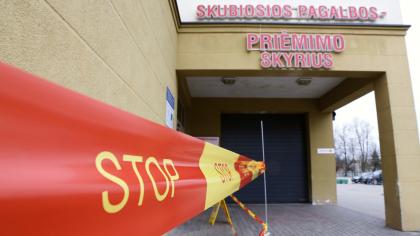 SKUBIOSIOS PAGALBOS-
PRIĖMIMO
SKYRIUS
STOP
STOP